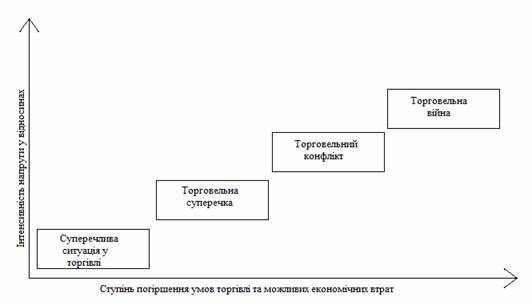 Торговельна
війна
Торговельний
конфлікт
Торговельна
суперечка
Суперечлива
ситуація у
торгівлі
Інтенсивність напруги у відносинах
Ступінь погіршення умов торгівлі та можливих економічних втрат